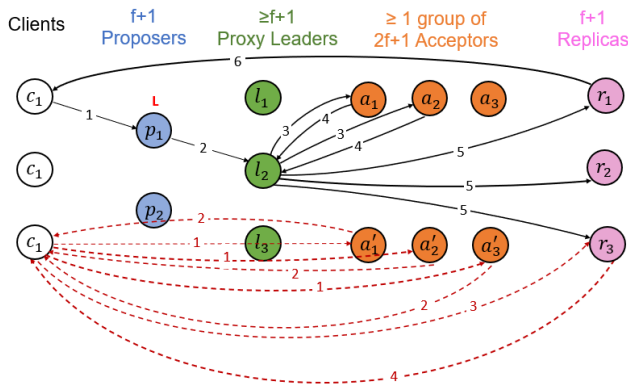 Clients
f+1
Proposers
≥f+1
Proxy Leaders
≥ 1 group of
2f+1 Acceptors
f+1
Replicas
6
c₁
L
l₁
a₁
a₂
a₃
r₁
1
p₁
2
3
4
3
4
5
c₁
l₂
r₂
5
p₂
5
2
c₁
1
l₃
a′₁
a′₂
a′₃
r₃
1
2
1
2
3
4